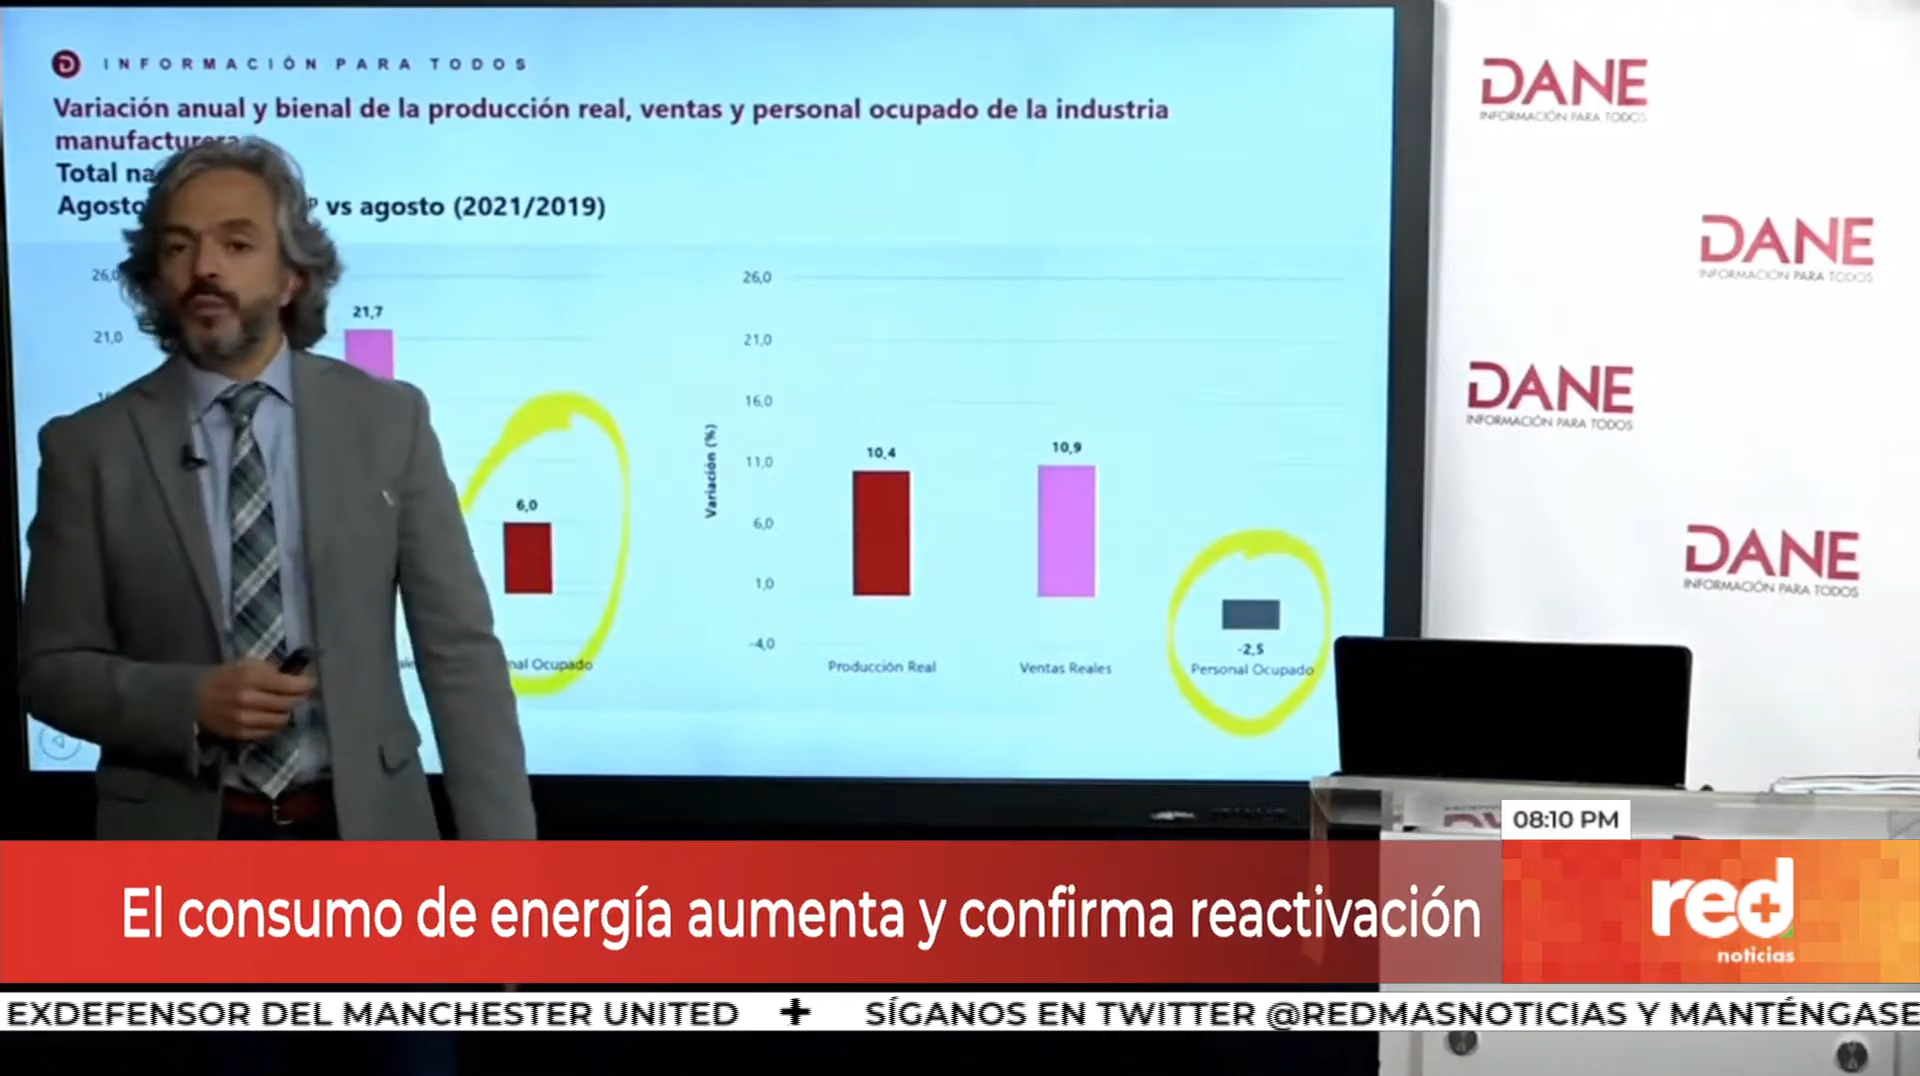 INFORMACIÓN PARA TODOS
Variación anual y bienal de la producción real, ventas y personal ocupado de la industria
manufacturera
Total
Agosto vs agosto (2021/2019)
26,0
21,7
21,0
6,0
Ocupado
Variación (%)
26,0
21,0
16,0
11,0
6,0
1,0
-4,0
10,4
10,9
-2,5
Producción Real
Ventas Reales
Personal Ocupado
DANE
INFORMACIÓN PARA TODOS
DANE
INFORMACIÓN PARA TODOS
DANE
INFORMACIÓN PARA TODOS
DANE
INFORMACIÓN PARA TODOS
08:10 PM
El consumo de energía aumenta y confirma reactivación
red+
noticias
EXDEFENSOR DEL MANCHESTER UNITED + SÍGANOS EN TWITTER @REDMASNOTICIAS Y MANTÉNGASE